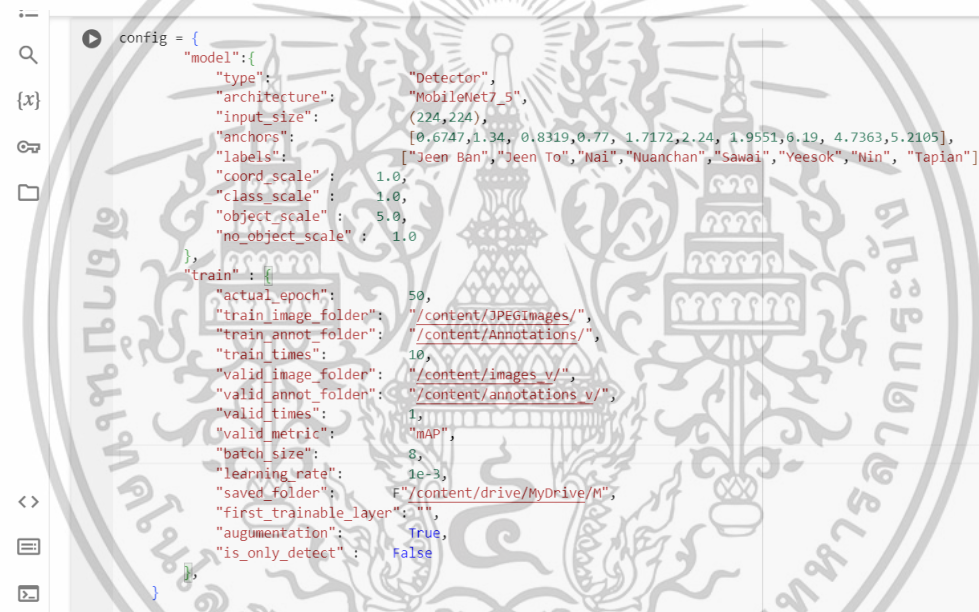 config = {
"model":{
"type": "Detector",
"architecture": "MobileNet7_5",
"input_size": (224,224),
"anchors": [0.6747,1.34, 0.8319,0.77, 1.7172,2.24, 1.9551,6.19, 4.7363,5.2105],
"labels": ["Jeen Ban","Jeen To","Nai","Nuanchan","Sawai","Yeesok","Nin", "Tapian"]
"coord_scale" : 1.0,
"class_scale" : 1.0,
"object_scale" : 5.0,
"no_object_scale" : 1.0
},
"train" : {
"actual_epoch": 50,
"train_image_folder": "/content/JPEGImages/",
"train_annot_folder": "/content/Annotations/",
"train_times": 10,
"valid_image_folder": "/content/images_v/",
"valid_annot_folder": "/content/annotations_v/",
"valid_times": 1,
"valid_metric": "mAP",
"batch_size": 8,
"learning_rate": 1e-3,
"saved_folder": F"/content/drive/MyDrive/M",
"first_trainable_layer": "",
"augumentation": True,
"is_only_detect" : False
},
}
{x}